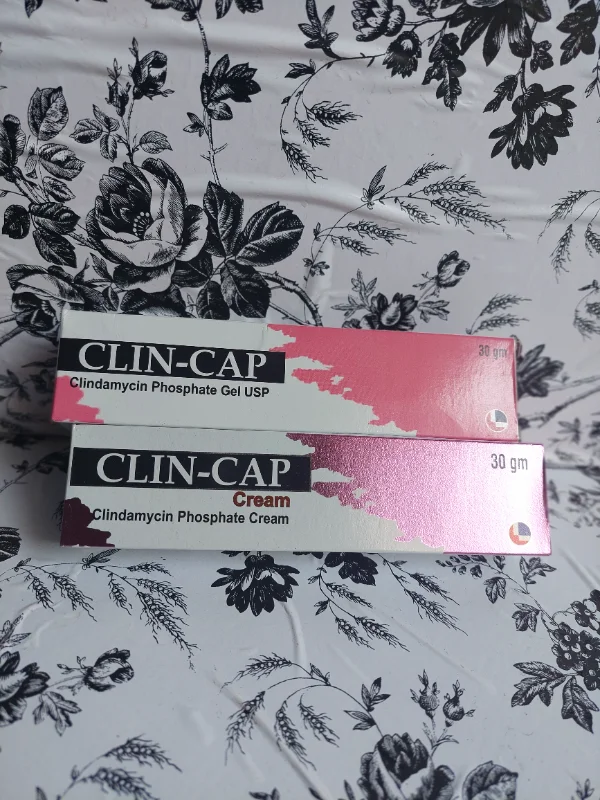 CLIN-CAP
30 gm
Clindamycin Phosphate Gel USP
CLIN-CAP
30 gm
Cream
Clindamycin Phosphate Cream